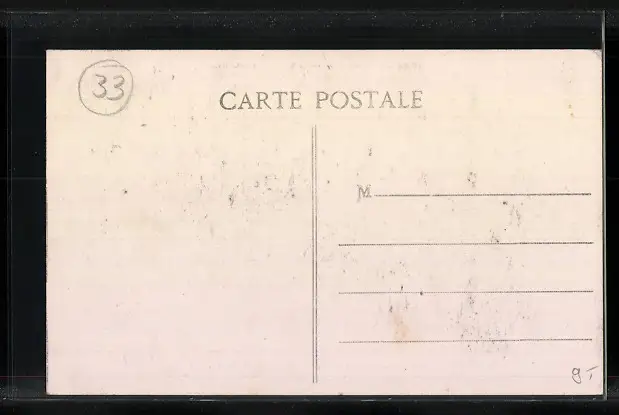 33
CARTE POSTALE
M
9,-